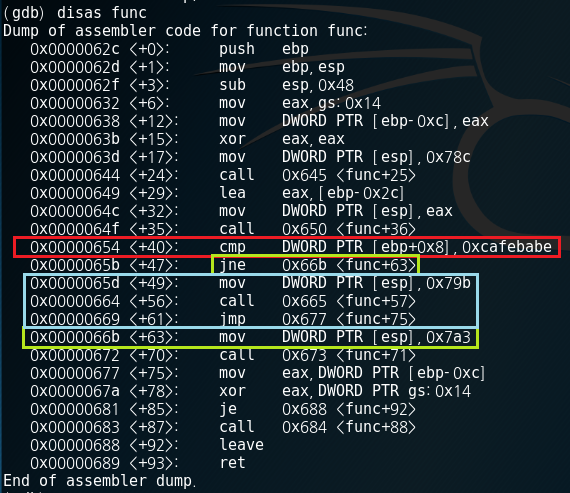 (gdb) disas func
Dump of assembler code for function func:
0x0000062c <+0>: push ebp
0x0000062d <+1>: mov ebp,esp
0x0000062f <+3>: sub esp,0x48
0x00000632 <+6>: mov eax,gs:0x14
0x00000638 <+12>: mov DWORD PTR [ebp-0xc],eax
0x0000063b <+15>: xor eax,eax
0x0000063d <+17>: mov DWORD PTR [esp],0x78c
0x00000644 <+24>: call 0x645 <func+25>
0x00000649 <+29>: lea eax,[ebp-0x2c]
0x0000064c <+32>: mov DWORD PTR [esp],eax
0x0000064f <+35>: call 0x650 <func+36>
0x00000654 <+40>: cmp DWORD PTR [ebp+0x8],0xcafebabe
0x0000065b <+47>: jne 0x66b <func+63>
0x0000065d <+49>: mov DWORD PTR [esp],0x79b
0x00000664 <+56>: call 0x665 <func+57>
0x00000669 <+61>: jmp 0x677 <func+75>
0x0000066b <+63>: mov DWORD PTR [esp],0x7a3
0x00000672 <+70>: call 0x673 <func+71>
0x00000677 <+75>: mov eax,DWORD PTR [ebp-0xc]
0x0000067a <+78>: xor eax,DWORD PTR gs:0x14
0x00000681 <+85>: je 0x688 <func+92>
0x00000683 <+87>: call 0x684 <func+88>
0x00000688 <+92>: leave
0x00000689 <+93>: ret
End of assembler dump.